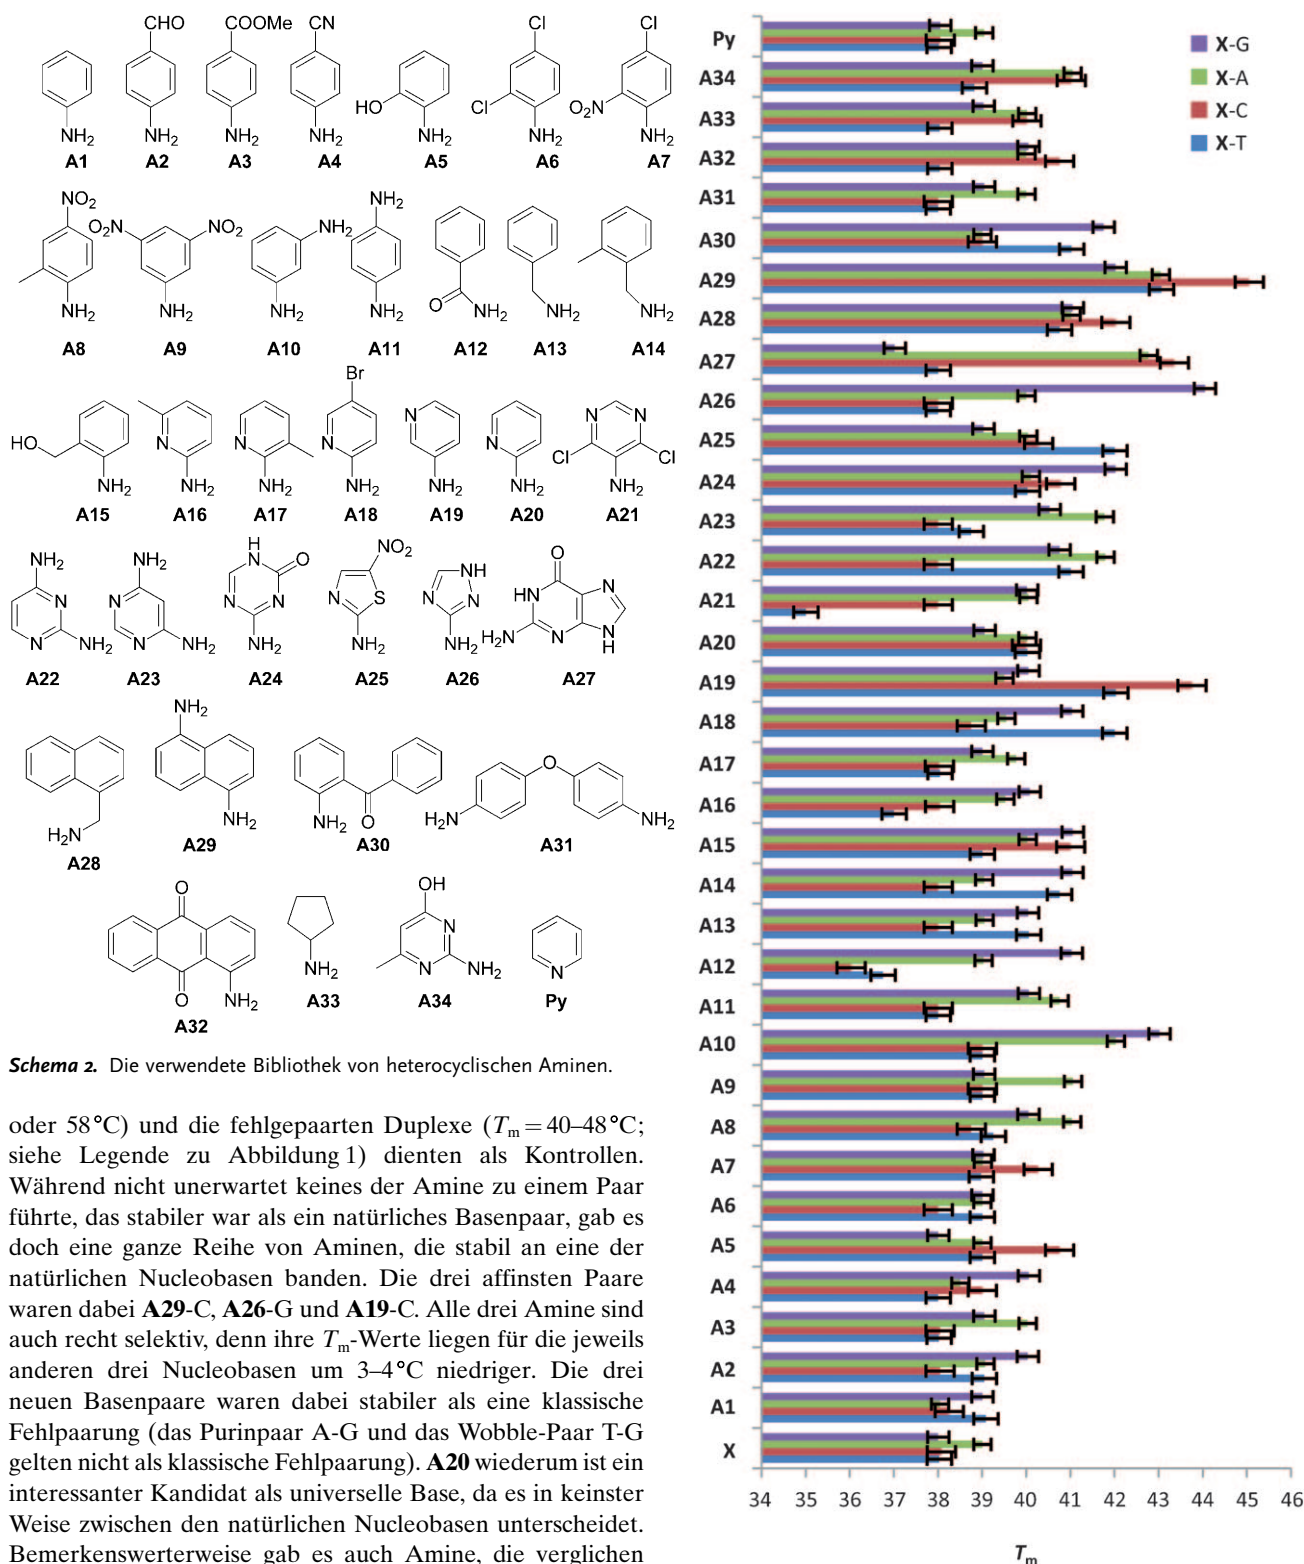 CHO COOMe CN Cl Cl
HO Cl NO2
NH2 NH2 NH2 NH2 NH2 NH2 NH2
A1 A2 A3 A4 A5 A6 A7
NO2 O2N NO2 NH2 NH2
NH2 NH2 NH2 NH2 O NH2 NH2 NH2
A8 A9 A10 A11 A12 A13 A14
Br
HO N N N N N N N
Cl Cl
NH2 NH2 NH2 NH2 NH2 NH2 NH2
A15 A16 A17 A18 A19 A20 A21
NH2 NH2 H N O NO2 NH O
N N N N N N S N N HN N
N NH2 N NH2 NH2 NH2 NH2 H2N N N H
A22 A23 A24 A25 A26 A27
NH2
O
H2N NH2 NH2 O H2N NH2
A28 A29 A30 A31
O OH
N
O NH2 NH2 N NH2 N
A32 A33 A34 Py
Schema 2. Die verwendete Bibliothek von heterocyclischen Aminen.
oder 58 °C) und die fehlgepaarten Duplexe (Tm = 40–48 °C;
siehe Legende zu Abbildung 1) dienten als Kontrollen.
Während nicht unerwartet keines der Amine zu einem Paar
führte, das stabiler war als ein natürliches Basenpaar, gab es
doch eine ganze Reihe von Aminen, die stabil an eine der
natürlichen Nucleobasen banden. Die drei affinsten Paare
waren dabei A29-C, A26-G und A19-C. Alle drei Amine sind
auch recht selektiv, denn ihre Tm-Werte liegen für die jeweils
anderen drei Nucleobasen um 3–4 °C niedriger. Die drei
neuen Basenpaare waren dabei stabiler als eine klassische
Fehlpaarung (das Purinpaar A-G und das Wobble-Paar T-G
gelten nicht als klassische Fehlpaarung). A20 wiederum ist ein
interessanter Kandidat als universelle Base, da es in keinster
Weise zwischen den natürlichen Nucleobasen unterscheidet.
Bemerkenswerterweise gab es auch Amine, die verglichen
X-G
X-A
X-C
X-T
Py
A34
A33
A32
A31
A30
A29
A28
A27
A26
A25
A24
A23
A22
A21
A20
A19
A18
A17
A16
A15
A14
A13
A12
A11
A10
A9
A8
A7
A6
A5
A4
A3
A2
A1
X
34 35 36 37 38 39 40 41 42 43 44 45 46
Tm